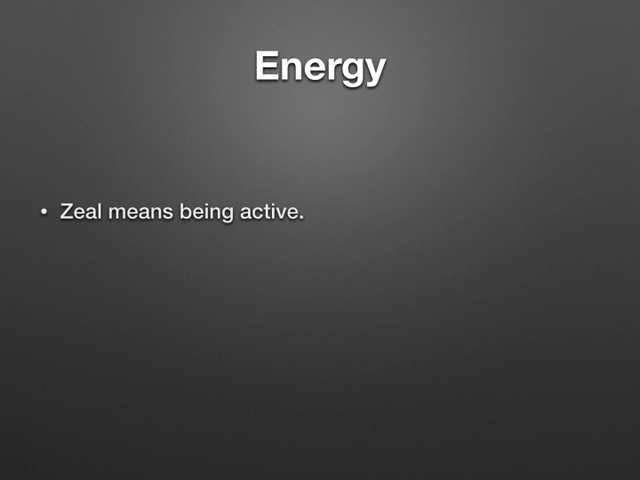 Energy
• Zeal means being active.